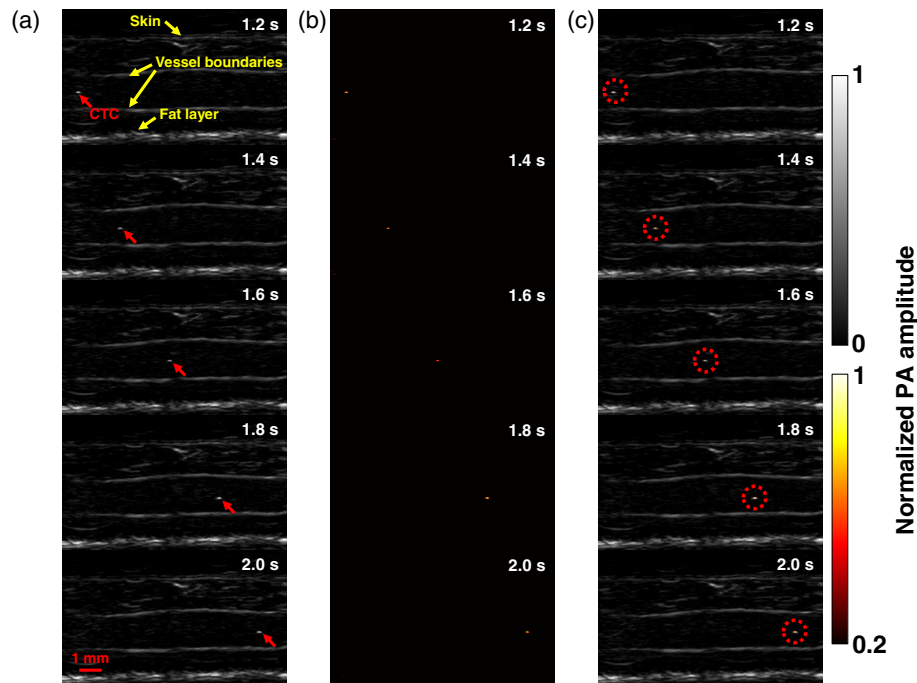 (a)
(b)
(c)
Skin
1.2 s
1.2 s
1.2 s
Vessel boundaries
CTC
Fat layer
1
1.4 s
1.4 s
1.4 s
1.6 s
1.6 s
1.6 s
0
1
Normalized PA amplitude
1.8 s
1.8 s
1.8 s
2.0 s
2.0 s
2.0 s
0.2
1 mm